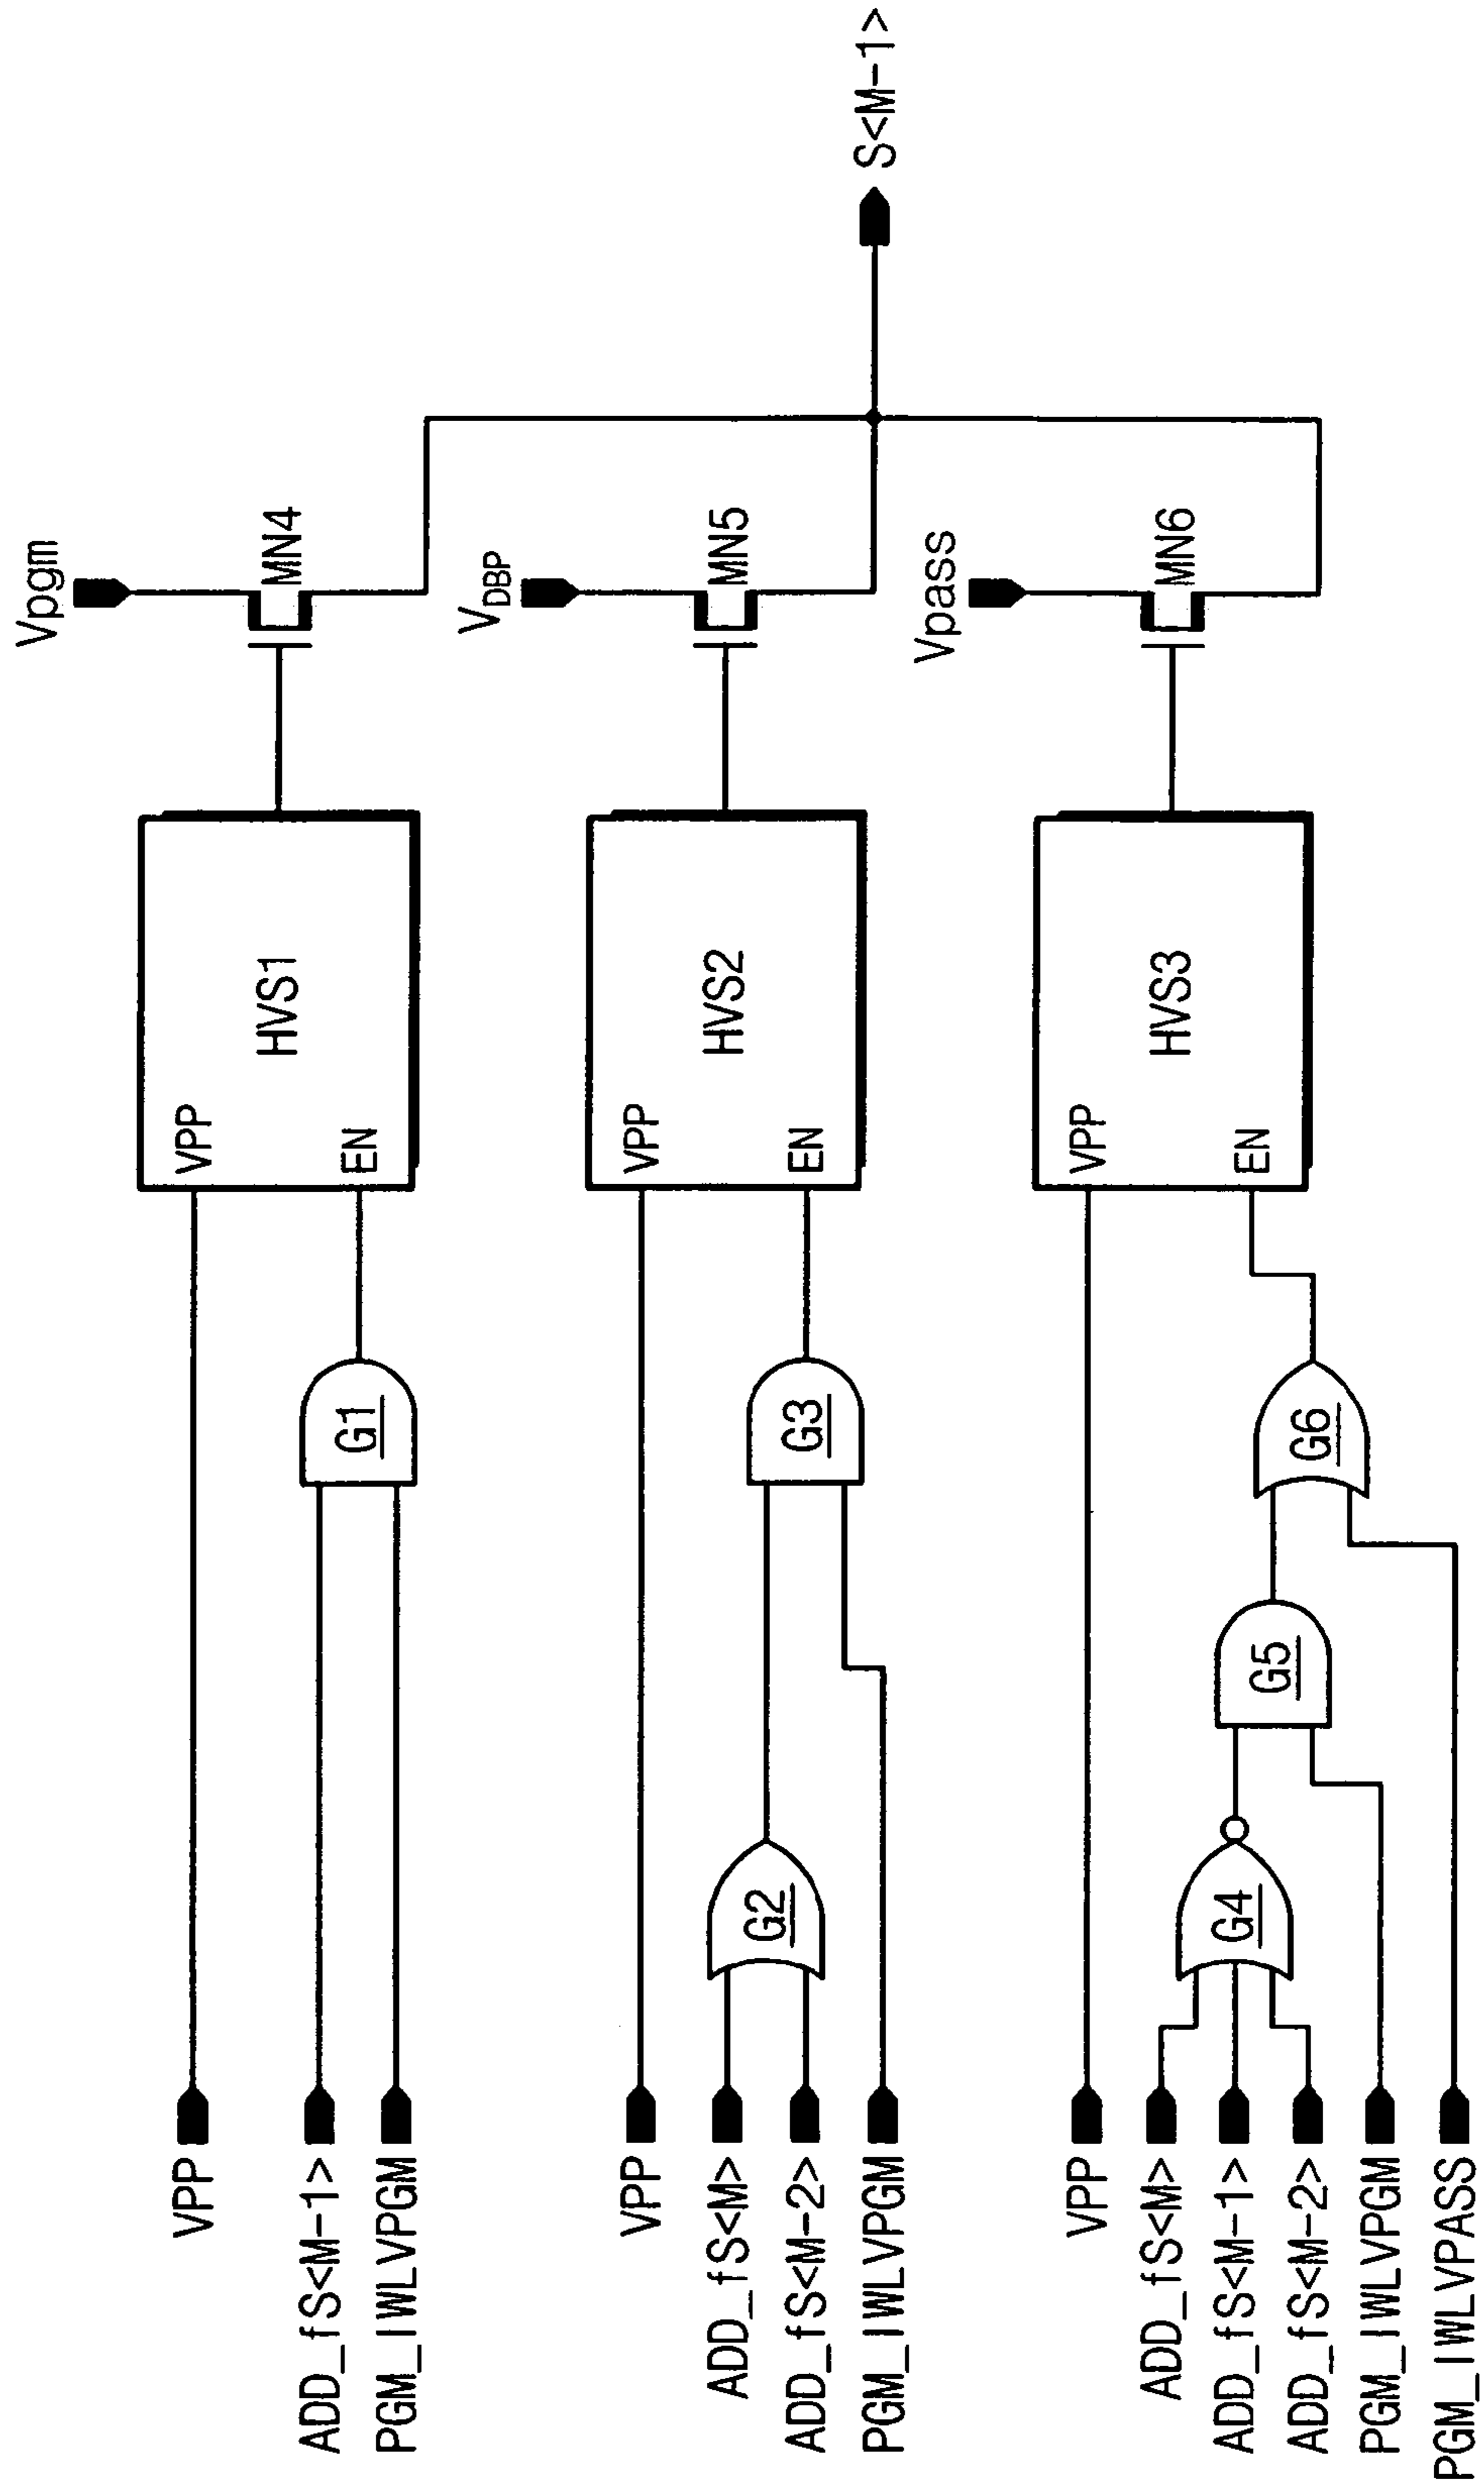 VPP
ADD_fS<M-1>
PGM_IWLVPGM
G1
VPP
EN
HVS1
MN4
Vpgm
VPP
ADD_fS<M>
ADD_fS<M-2>
PGM_IWLVPGM
G2
G3
VPP
EN
HVS2
MN5
VDBP
S<M-1>
VPP
ADD_fS<M>
ADD_fS<M-1>
ADD_fS<M-2>
PGM_IWLVPGM
PGM_IWLVPASS
G4
G5
G6
VPP
EN
HVS3
MN6
Vpass